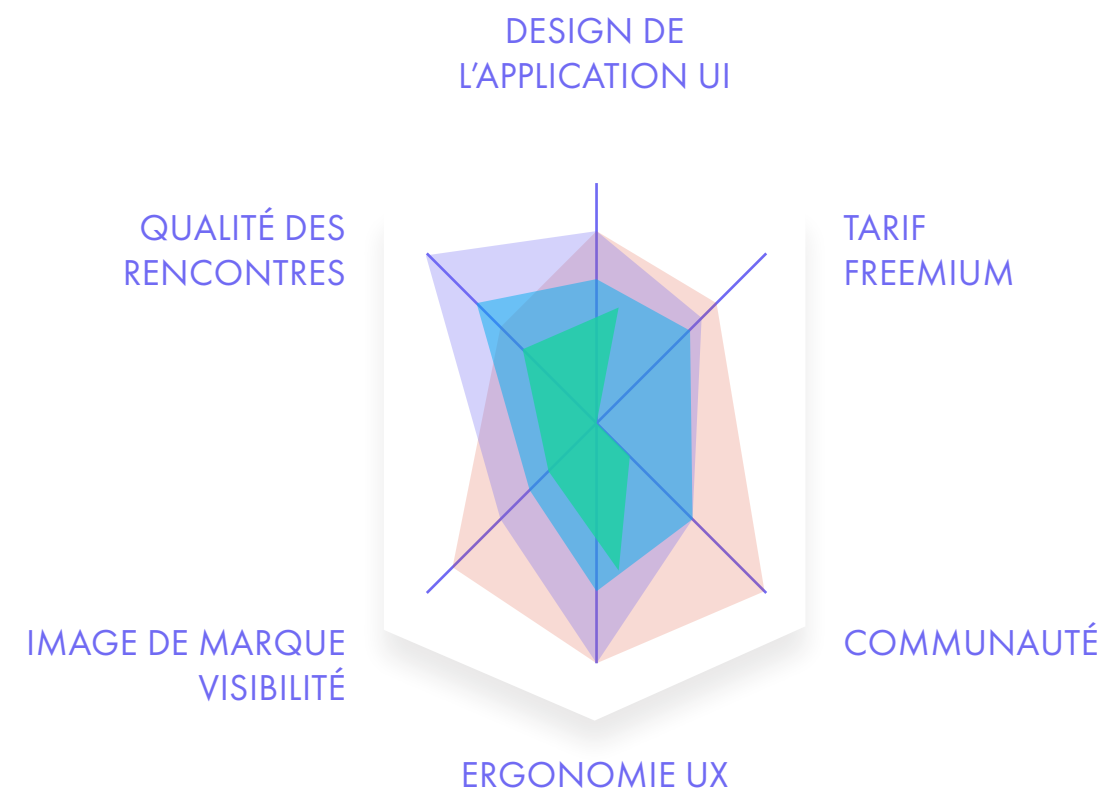 DESIGN DE
L’APPLICATION UI
QUALITÉ DES
RENCONTRES
TARIF
FREEMIUM
IMAGE DE MARQUE
VISIBILITÉ
COMMUNAUTÉ
ERGONOMIE UX